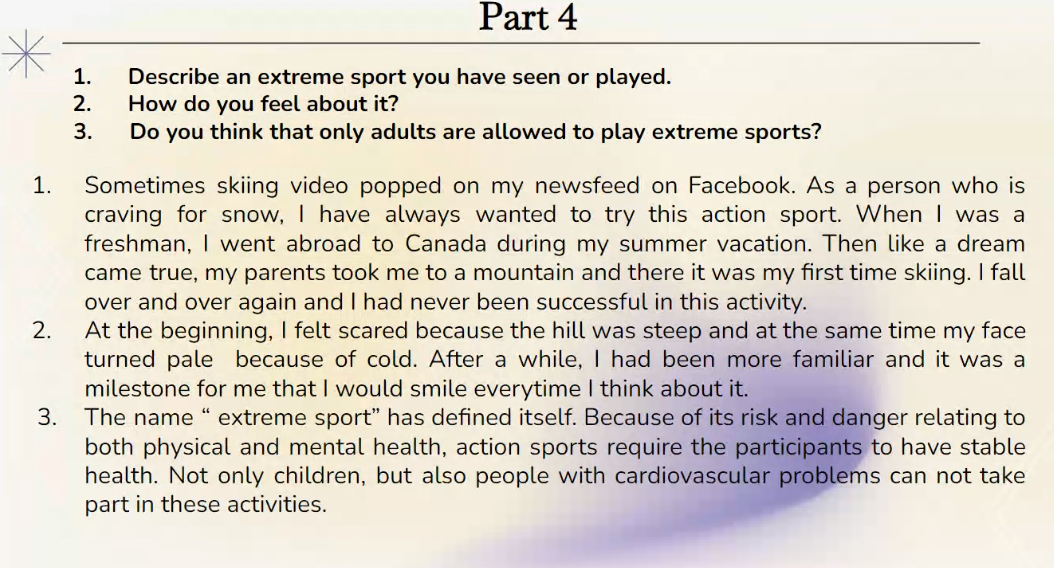 Part 4
1. Describe an extreme sport you have seen or played.
2. How do you feel about it?
3. Do you think that only adults are allowed to play extreme sports?
1. Sometimes skiing video popped on my newsfeed on Facebook. As a person who is
craving for snow, I have always wanted to try this action sport. When I was a
freshman, I went abroad to Canada during my summer vacation. Then like a dream
came true, my parents took me to a mountain and there it was my first time skiing. I fall
over and over again and I had never been successful in this activity.
2. At the beginning, I felt scared because the hill was steep and at the same time my face
turned pale  because of cold. After a while, I had been more familiar and it was a
milestone for me that I would smile everytime I think about it.
3. The name “ extreme sport” has defined itself. Because of its risk and danger relating to
both physical and mental health, action sports require the participants to have stable
health. Not only children, but also people with cardiovascular problems can not take
part in these activities.